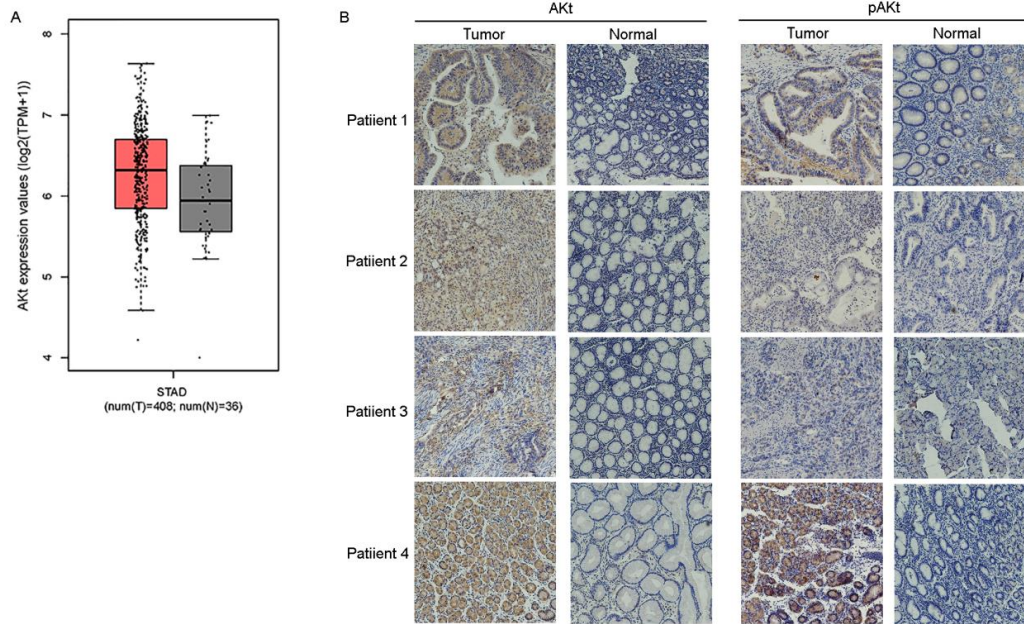 A
AKt expression values (log2(TPM+1))
8
7
6
5
4
STAD
(num(T)=408; num(N)=36)
B
AKt
pAKt
Tumor
Normal
Tumor
Normal
Patiient 1
Patiient 2
Patiient 3
Patiient 4